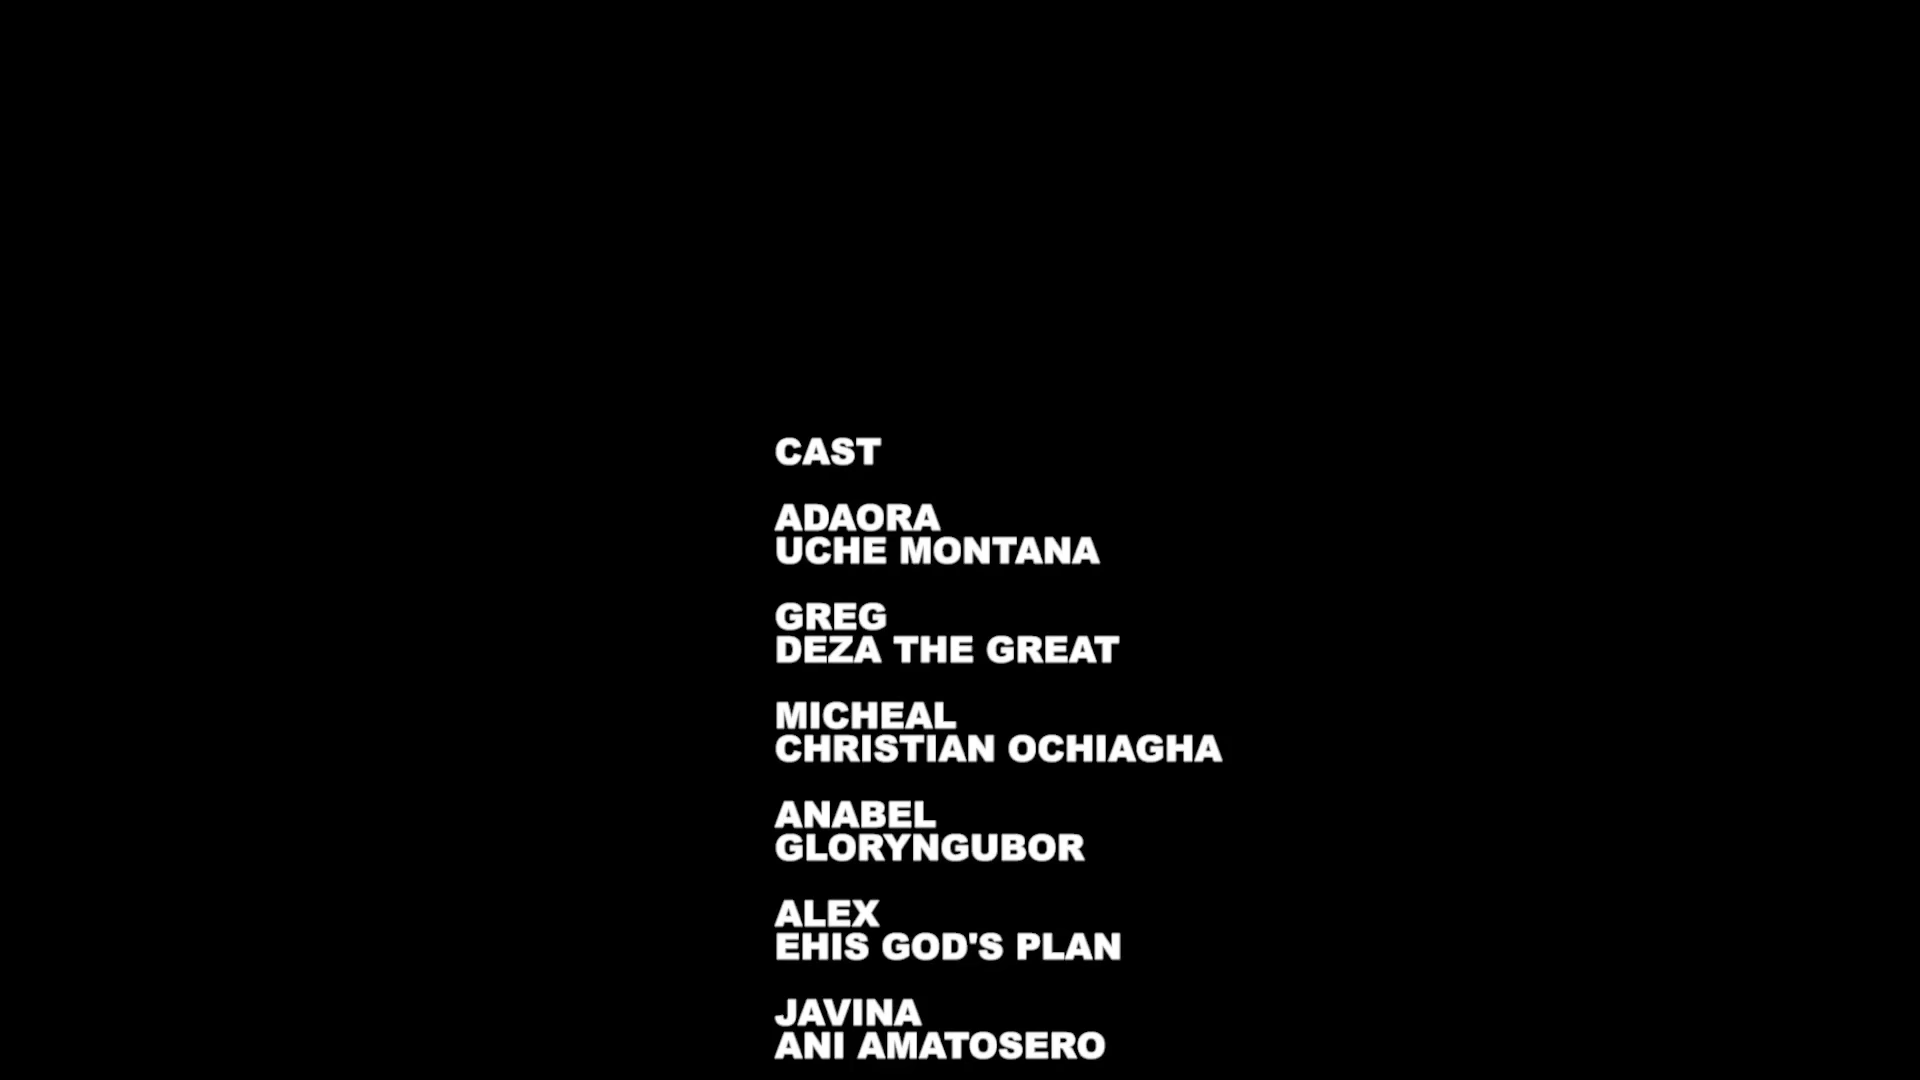 CAST
ADAORA
UCHE MONTANA
GREG
DEZA THE GREAT
MICHEAL
CHRISTIAN OCHIAGHA
ANABEL
GLORYNGUBOR
ALEX
EHIS GOD'S PLAN
JAVINA
ANI AMATOSERO